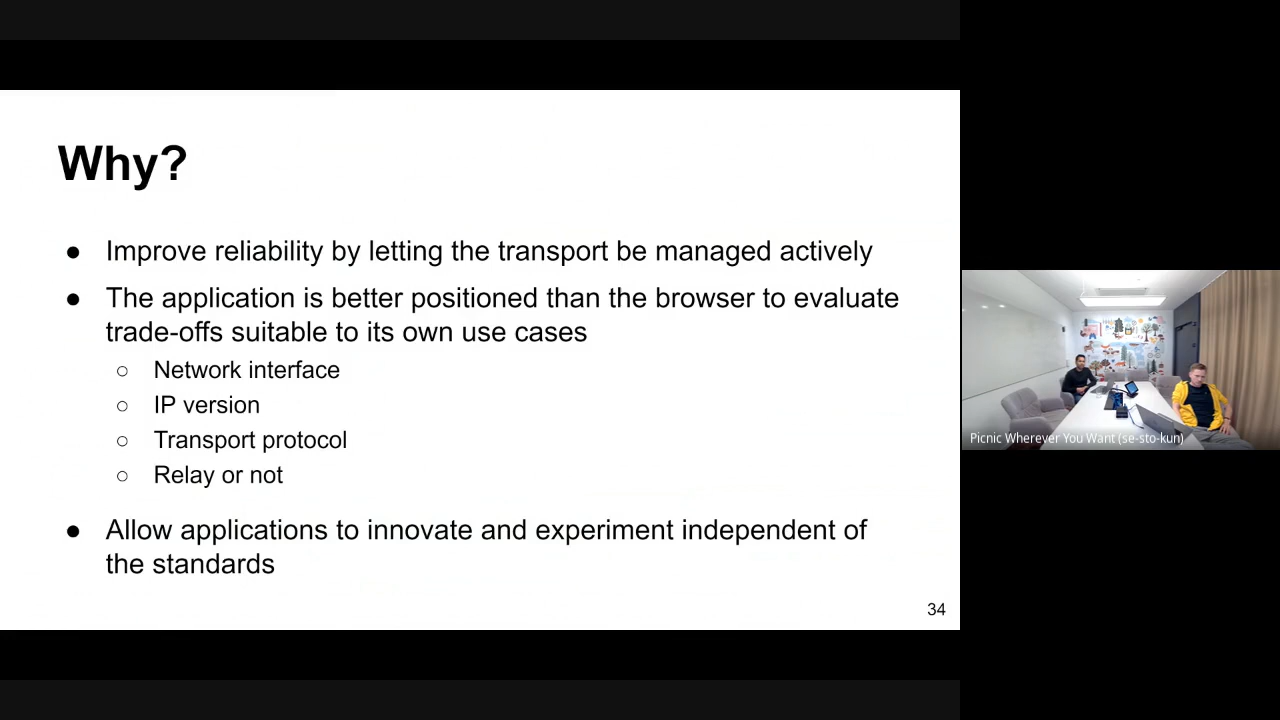 Why?
● Improve reliability by letting the transport be managed actively
● The application is better positioned than the browser to evaluate
trade-offs suitable to its own use cases
○ Network interface
○ IP version
○ Transport protocol
○ Relay or not
● Allow applications to innovate and experiment independent of
the standards
34
Picnic Wherever You Want (se-sto-kun)